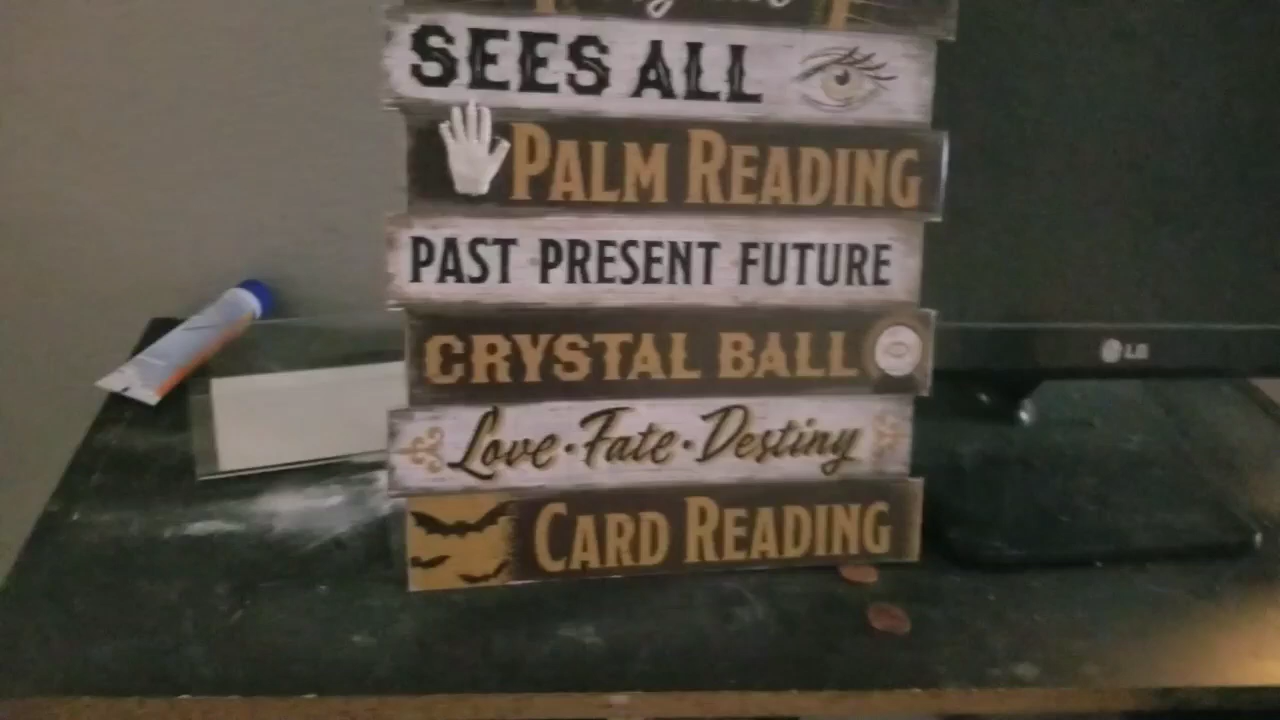 SEES ALL
PALM READING
PAST PRESENT FUTURE
CRYSTAL BALL
LG
Love · Fate · Destiny
CARD READING